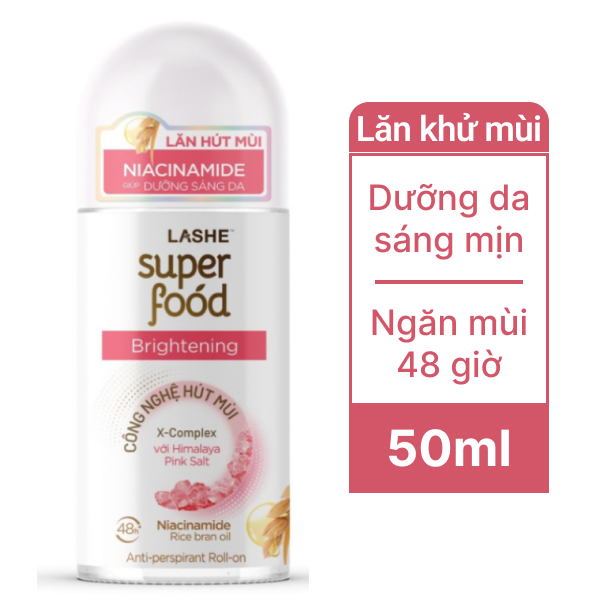 LĂN HÚT MÙI
NIACINAMIDE
GIÚP DƯỠNG SÁNG DA
LASHE™
super
foód
Brightening
CÔNG NGHỆ HÚT MÙI
X-Complex
với Himalaya
Pink Salt
48h
Niacinamide
Rice bran oil
Anti-perspirant Roll-on
Lăn khử mùi
Dưỡng da
sáng mịn
Ngăn mùi
48 giờ
50ml